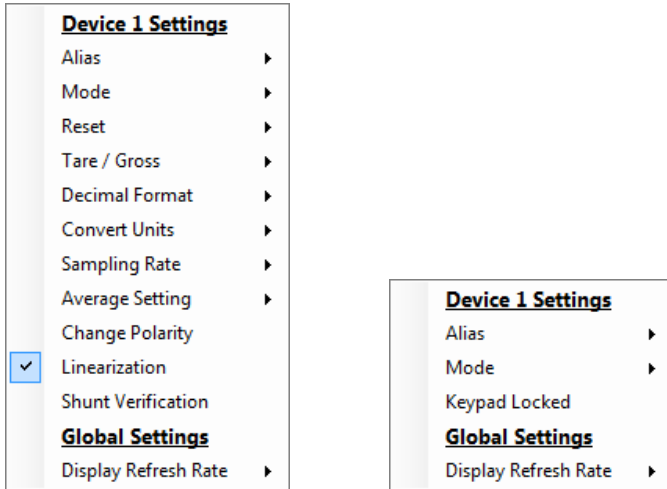 Device 1 Settings
Alias
Mode
Reset
Tare / Gross
Decimal Format
Convert Units
Sampling Rate
Average Setting
Change Polarity
Linearization
Shunt Verification
Global Settings
Display Refresh Rate
Device 1 Settings
Alias
Mode
Keypad Locked
Global Settings
Display Refresh Rate